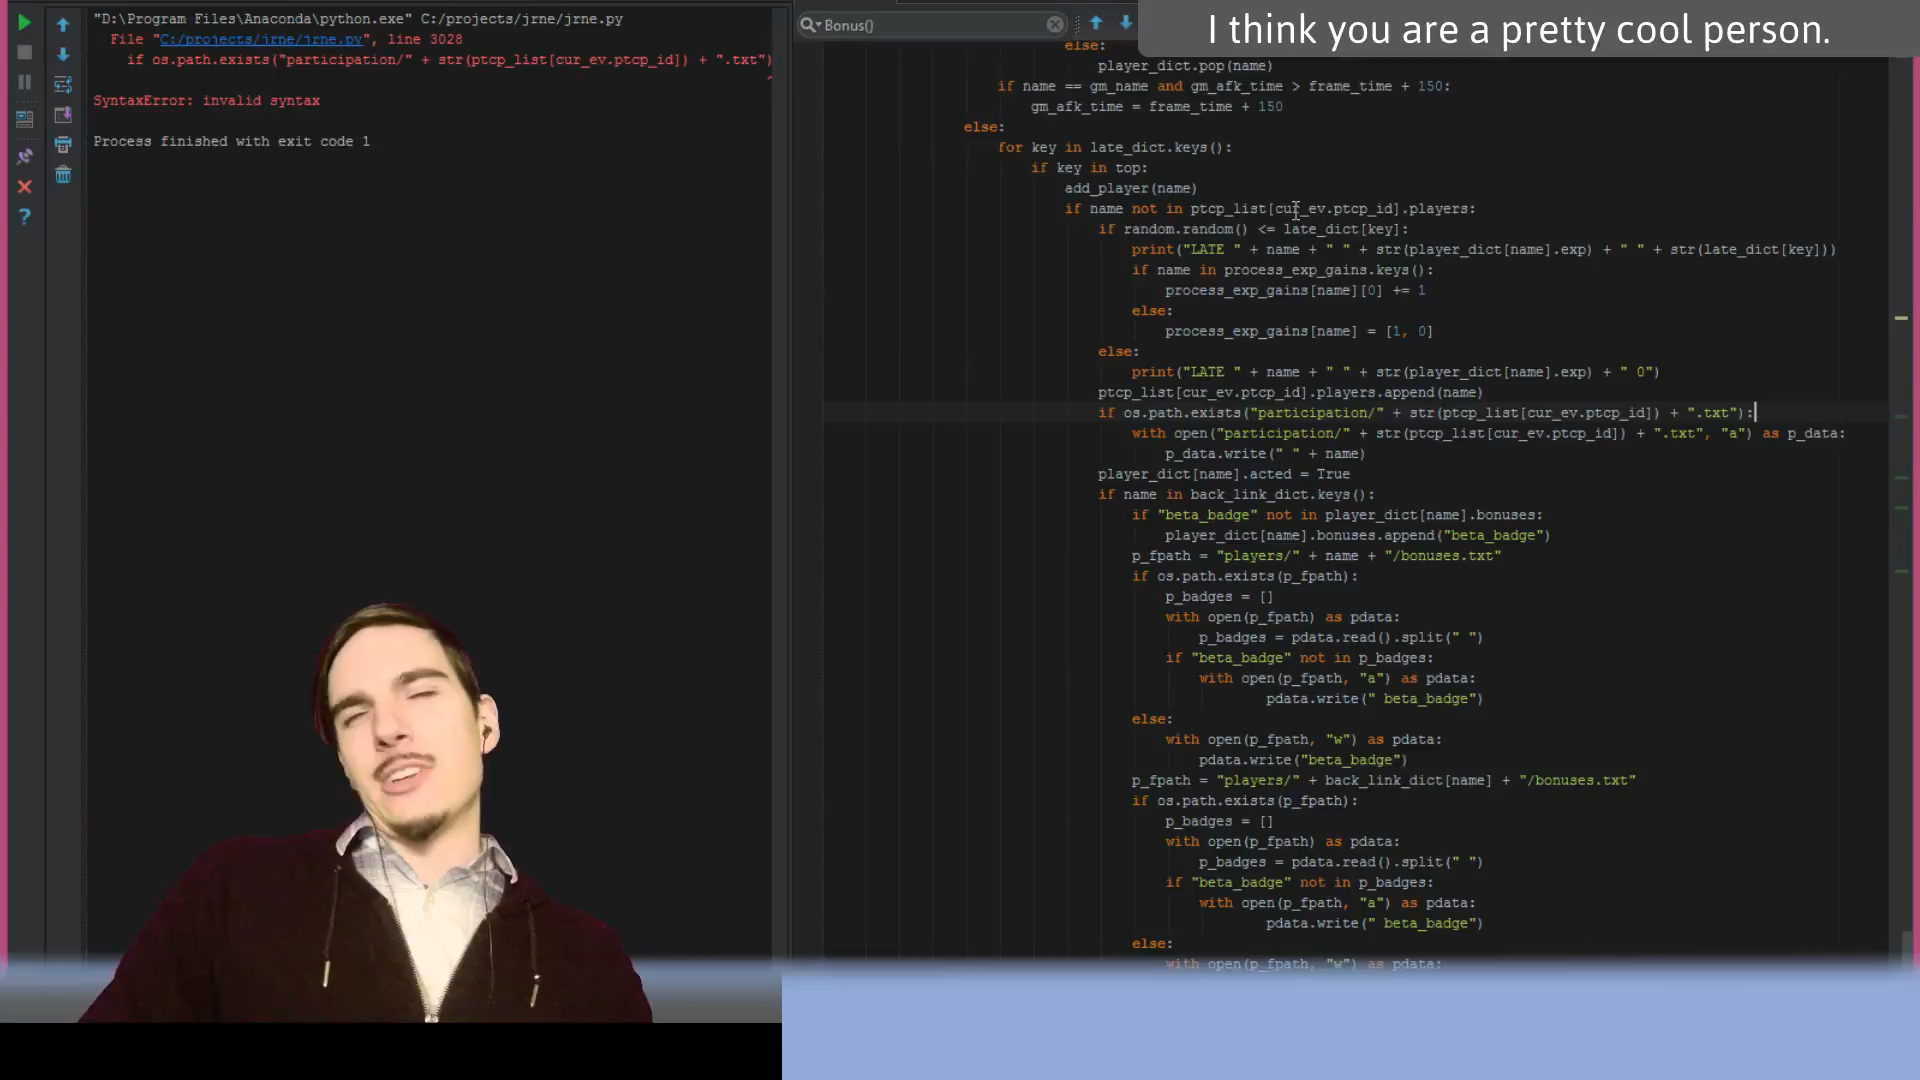 I think you are a pretty cool person.
"D:\Program Files\Anaconda\python.exe" C:/projects/jrne/jrne.py
File "C:/projects/jrne/jrne.py", line 3028
if os.path.exists("participation/" + str(ptcp_list[cur_ev.ptcp_id]) + ".txt")
^
SyntaxError: invalid syntax
Process finished with exit code 1
?
Bonus()
else:
player_dict.pop(name)
if name == gm_name and gm_afk_time > frame_time + 150:
gm_afk_time = frame_time + 150
else:
for key in late_dict.keys():
if key in top:
add_player(name)
if name not in ptcp_list[cur_ev.ptcp_id].players:
if random.random() <= late_dict[key]:
print("LATE " + name + " " + str(player_dict[name].exp) + " " + str(late_dict[key]))
if name in process_exp_gains.keys():
process_exp_gains[name][0] += 1
else:
process_exp_gains[name] = [1, 0]
else:
print("LATE " + name + " " + str(player_dict[name].exp) + " 0")
ptcp_list[cur_ev.ptcp_id].players.append(name)
if os.path.exists("participation/" + str(ptcp_list[cur_ev.ptcp_id]) + ".txt"):
with open("participation/" + str(ptcp_list[cur_ev.ptcp_id]) + ".txt", "a") as p_data:
p_data.write(" " + name)
player_dict[name].acted = True
if name in back_link_dict.keys():
if "beta_badge" not in player_dict[name].bonuses:
player_dict[name].bonuses.append("beta_badge")
p_fpath = "players/" + name + "/bonuses.txt"
if os.path.exists(p_fpath):
p_badges = []
with open(p_fpath) as pdata:
p_badges = pdata.read().split(" ")
if "beta_badge" not in p_badges:
with open(p_fpath, "a") as pdata:
pdata.write(" beta_badge")
else:
with open(p_fpath, "w") as pdata:
pdata.write("beta_badge")
p_fpath = "players/" + back_link_dict[name] + "/bonuses.txt"
if os.path.exists(p_fpath):
p_badges = []
with open(p_fpath) as pdata:
p_badges = pdata.read().split(" ")
if "beta_badge" not in p_badges:
with open(p_fpath, "a") as pdata:
pdata.write(" beta_badge")
else:
with open(p_fpath, "w") as pdata: